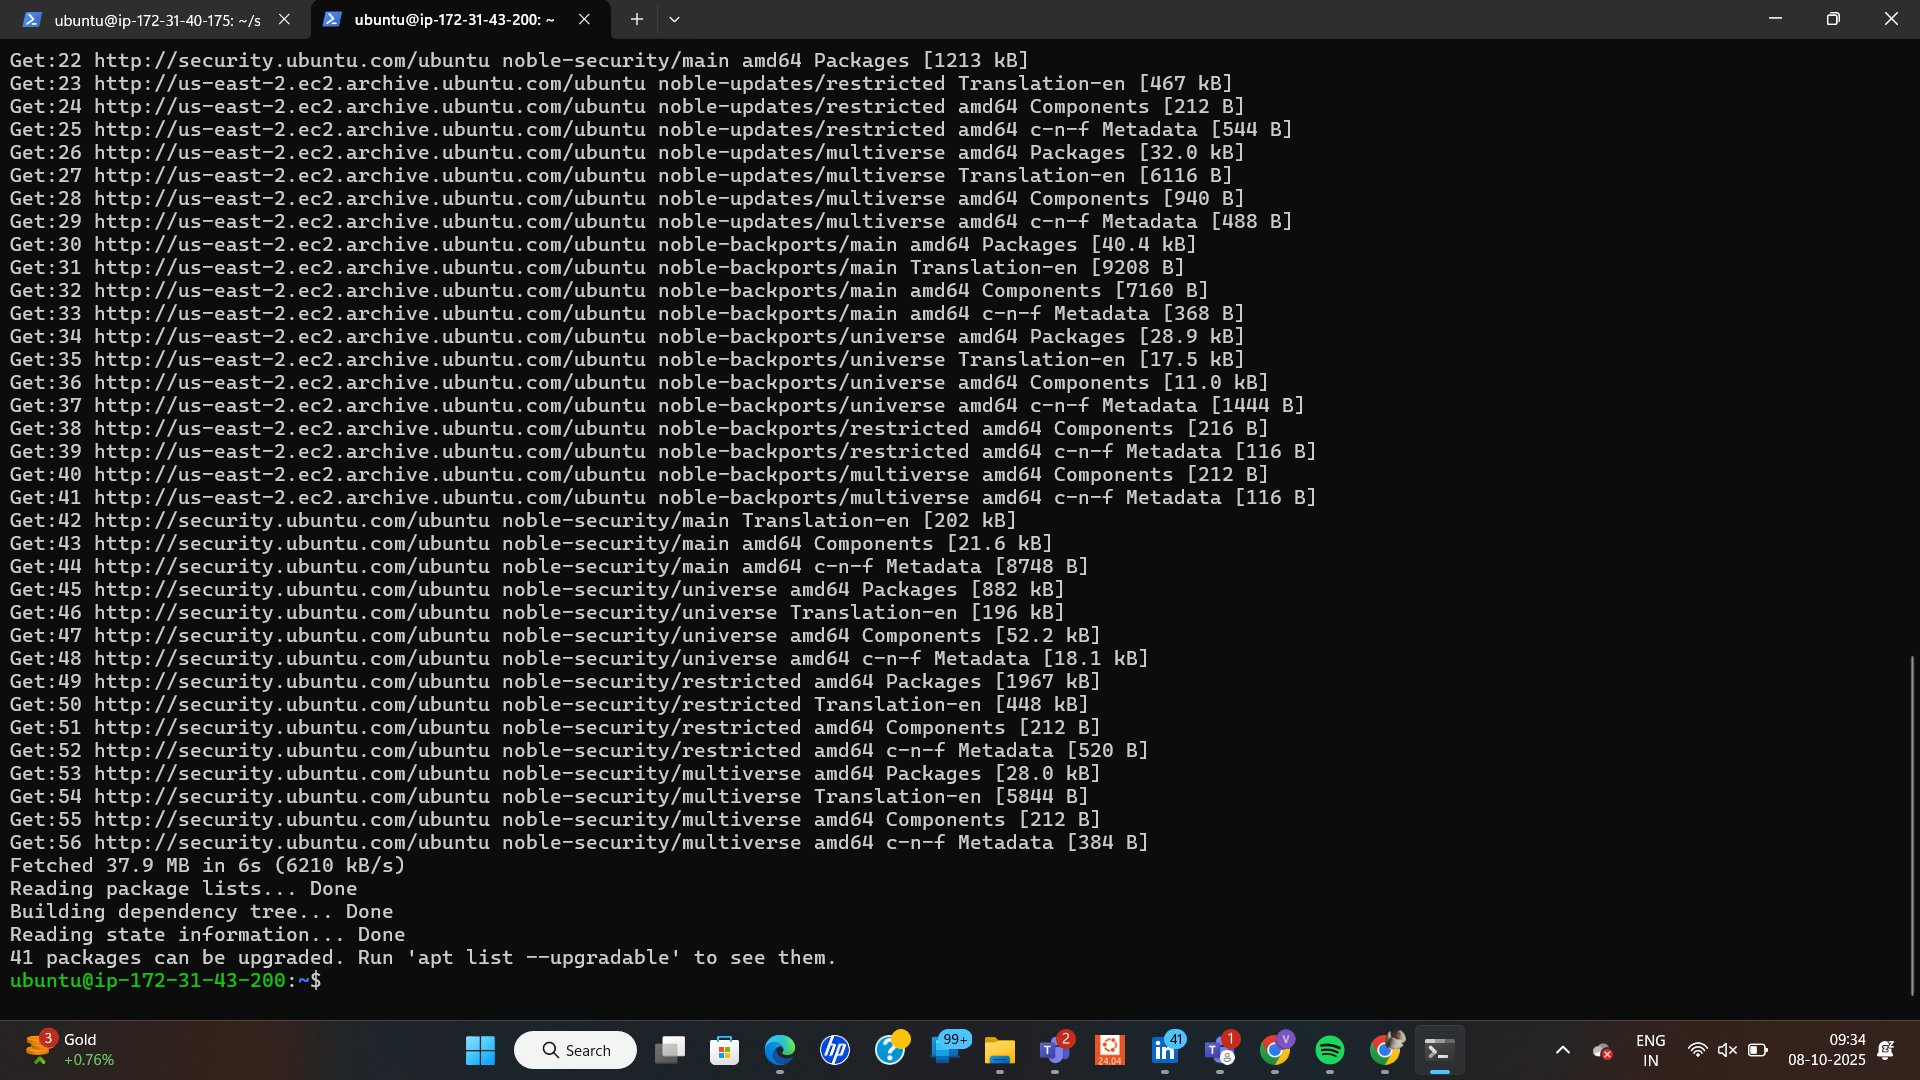 ubuntu@ip-172-31-40-175: ~/s
ubuntu@ip-172-31-43-200: ~
Get:22 http://security.ubuntu.com/ubuntu noble-security/main amd64 Packages [1213 kB]
Get:23 http://us-east-2.ec2.archive.ubuntu.com/ubuntu noble-updates/restricted Translation-en [467 kB]
Get:24 http://us-east-2.ec2.archive.ubuntu.com/ubuntu noble-updates/restricted amd64 Components [212 B]
Get:25 http://us-east-2.ec2.archive.ubuntu.com/ubuntu noble-updates/restricted amd64 c-n-f Metadata [544 B]
Get:26 http://us-east-2.ec2.archive.ubuntu.com/ubuntu noble-updates/multiverse amd64 Packages [32.0 kB]
Get:27 http://us-east-2.ec2.archive.ubuntu.com/ubuntu noble-updates/multiverse Translation-en [6116 B]
Get:28 http://us-east-2.ec2.archive.ubuntu.com/ubuntu noble-updates/multiverse amd64 Components [940 B]
Get:29 http://us-east-2.ec2.archive.ubuntu.com/ubuntu noble-updates/multiverse amd64 c-n-f Metadata [488 B]
Get:30 http://us-east-2.ec2.archive.ubuntu.com/ubuntu noble-backports/main amd64 Packages [40.4 kB]
Get:31 http://us-east-2.ec2.archive.ubuntu.com/ubuntu noble-backports/main Translation-en [9208 B]
Get:32 http://us-east-2.ec2.archive.ubuntu.com/ubuntu noble-backports/main amd64 Components [7160 B]
Get:33 http://us-east-2.ec2.archive.ubuntu.com/ubuntu noble-backports/main amd64 c-n-f Metadata [368 B]
Get:34 http://us-east-2.ec2.archive.ubuntu.com/ubuntu noble-backports/universe amd64 Packages [28.9 kB]
Get:35 http://us-east-2.ec2.archive.ubuntu.com/ubuntu noble-backports/universe Translation-en [17.5 kB]
Get:36 http://us-east-2.ec2.archive.ubuntu.com/ubuntu noble-backports/universe amd64 Components [11.0 kB]
Get:37 http://us-east-2.ec2.archive.ubuntu.com/ubuntu noble-backports/universe amd64 c-n-f Metadata [1444 B]
Get:38 http://us-east-2.ec2.archive.ubuntu.com/ubuntu noble-backports/restricted amd64 Components [216 B]
Get:39 http://us-east-2.ec2.archive.ubuntu.com/ubuntu noble-backports/restricted amd64 c-n-f Metadata [116 B]
Get:40 http://us-east-2.ec2.archive.ubuntu.com/ubuntu noble-backports/multiverse amd64 Components [212 B]
Get:41 http://us-east-2.ec2.archive.ubuntu.com/ubuntu noble-backports/multiverse amd64 c-n-f Metadata [116 B]
Get:42 http://security.ubuntu.com/ubuntu noble-security/main Translation-en [202 kB]
Get:43 http://security.ubuntu.com/ubuntu noble-security/main amd64 Components [21.6 kB]
Get:44 http://security.ubuntu.com/ubuntu noble-security/main amd64 c-n-f Metadata [8748 B]
Get:45 http://security.ubuntu.com/ubuntu noble-security/universe amd64 Packages [882 kB]
Get:46 http://security.ubuntu.com/ubuntu noble-security/universe Translation-en [196 kB]
Get:47 http://security.ubuntu.com/ubuntu noble-security/universe amd64 Components [52.2 kB]
Get:48 http://security.ubuntu.com/ubuntu noble-security/universe amd64 c-n-f Metadata [18.1 kB]
Get:49 http://security.ubuntu.com/ubuntu noble-security/restricted amd64 Packages [1967 kB]
Get:50 http://security.ubuntu.com/ubuntu noble-security/restricted Translation-en [448 kB]
Get:51 http://security.ubuntu.com/ubuntu noble-security/restricted amd64 Components [212 B]
Get:52 http://security.ubuntu.com/ubuntu noble-security/restricted amd64 c-n-f Metadata [520 B]
Get:53 http://security.ubuntu.com/ubuntu noble-security/multiverse amd64 Packages [28.0 kB]
Get:54 http://security.ubuntu.com/ubuntu noble-security/multiverse Translation-en [5844 B]
Get:55 http://security.ubuntu.com/ubuntu noble-security/multiverse amd64 Components [212 B]
Get:56 http://security.ubuntu.com/ubuntu noble-security/multiverse amd64 c-n-f Metadata [384 B]
Fetched 37.9 MB in 6s (6210 kB/s)
Reading package lists... Done
Building dependency tree... Done
Reading state information... Done
41 packages can be upgraded. Run 'apt list --upgradable' to see them.
ubuntu@ip-172-31-43-200:~$
3
Gold
+0.76%
Search
hp
?
99+
T 2
24.04
in 41
T 1
V
ENG
IN
09:34
08-10-2025